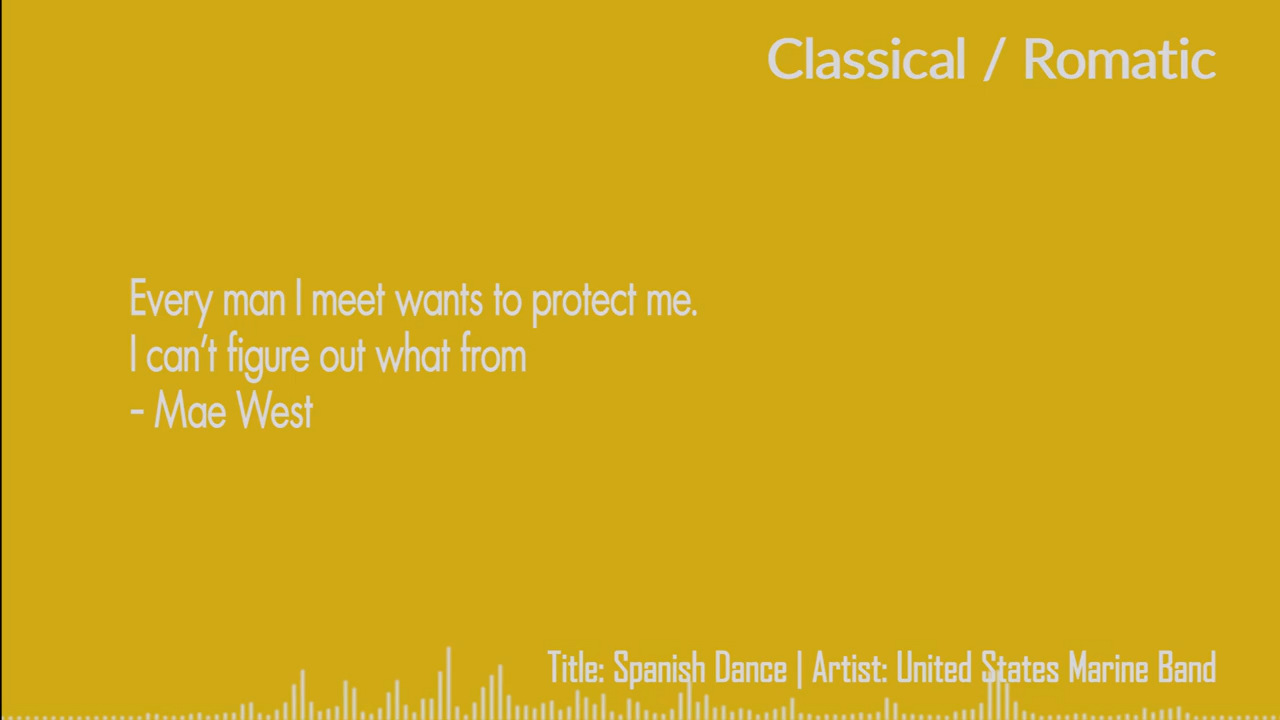 Classical / Romatic
Every man I meet wants to protect me.
I can’t figure out what from
- Mae West
Title: Spanish Dance | Artist: United States Marine Band